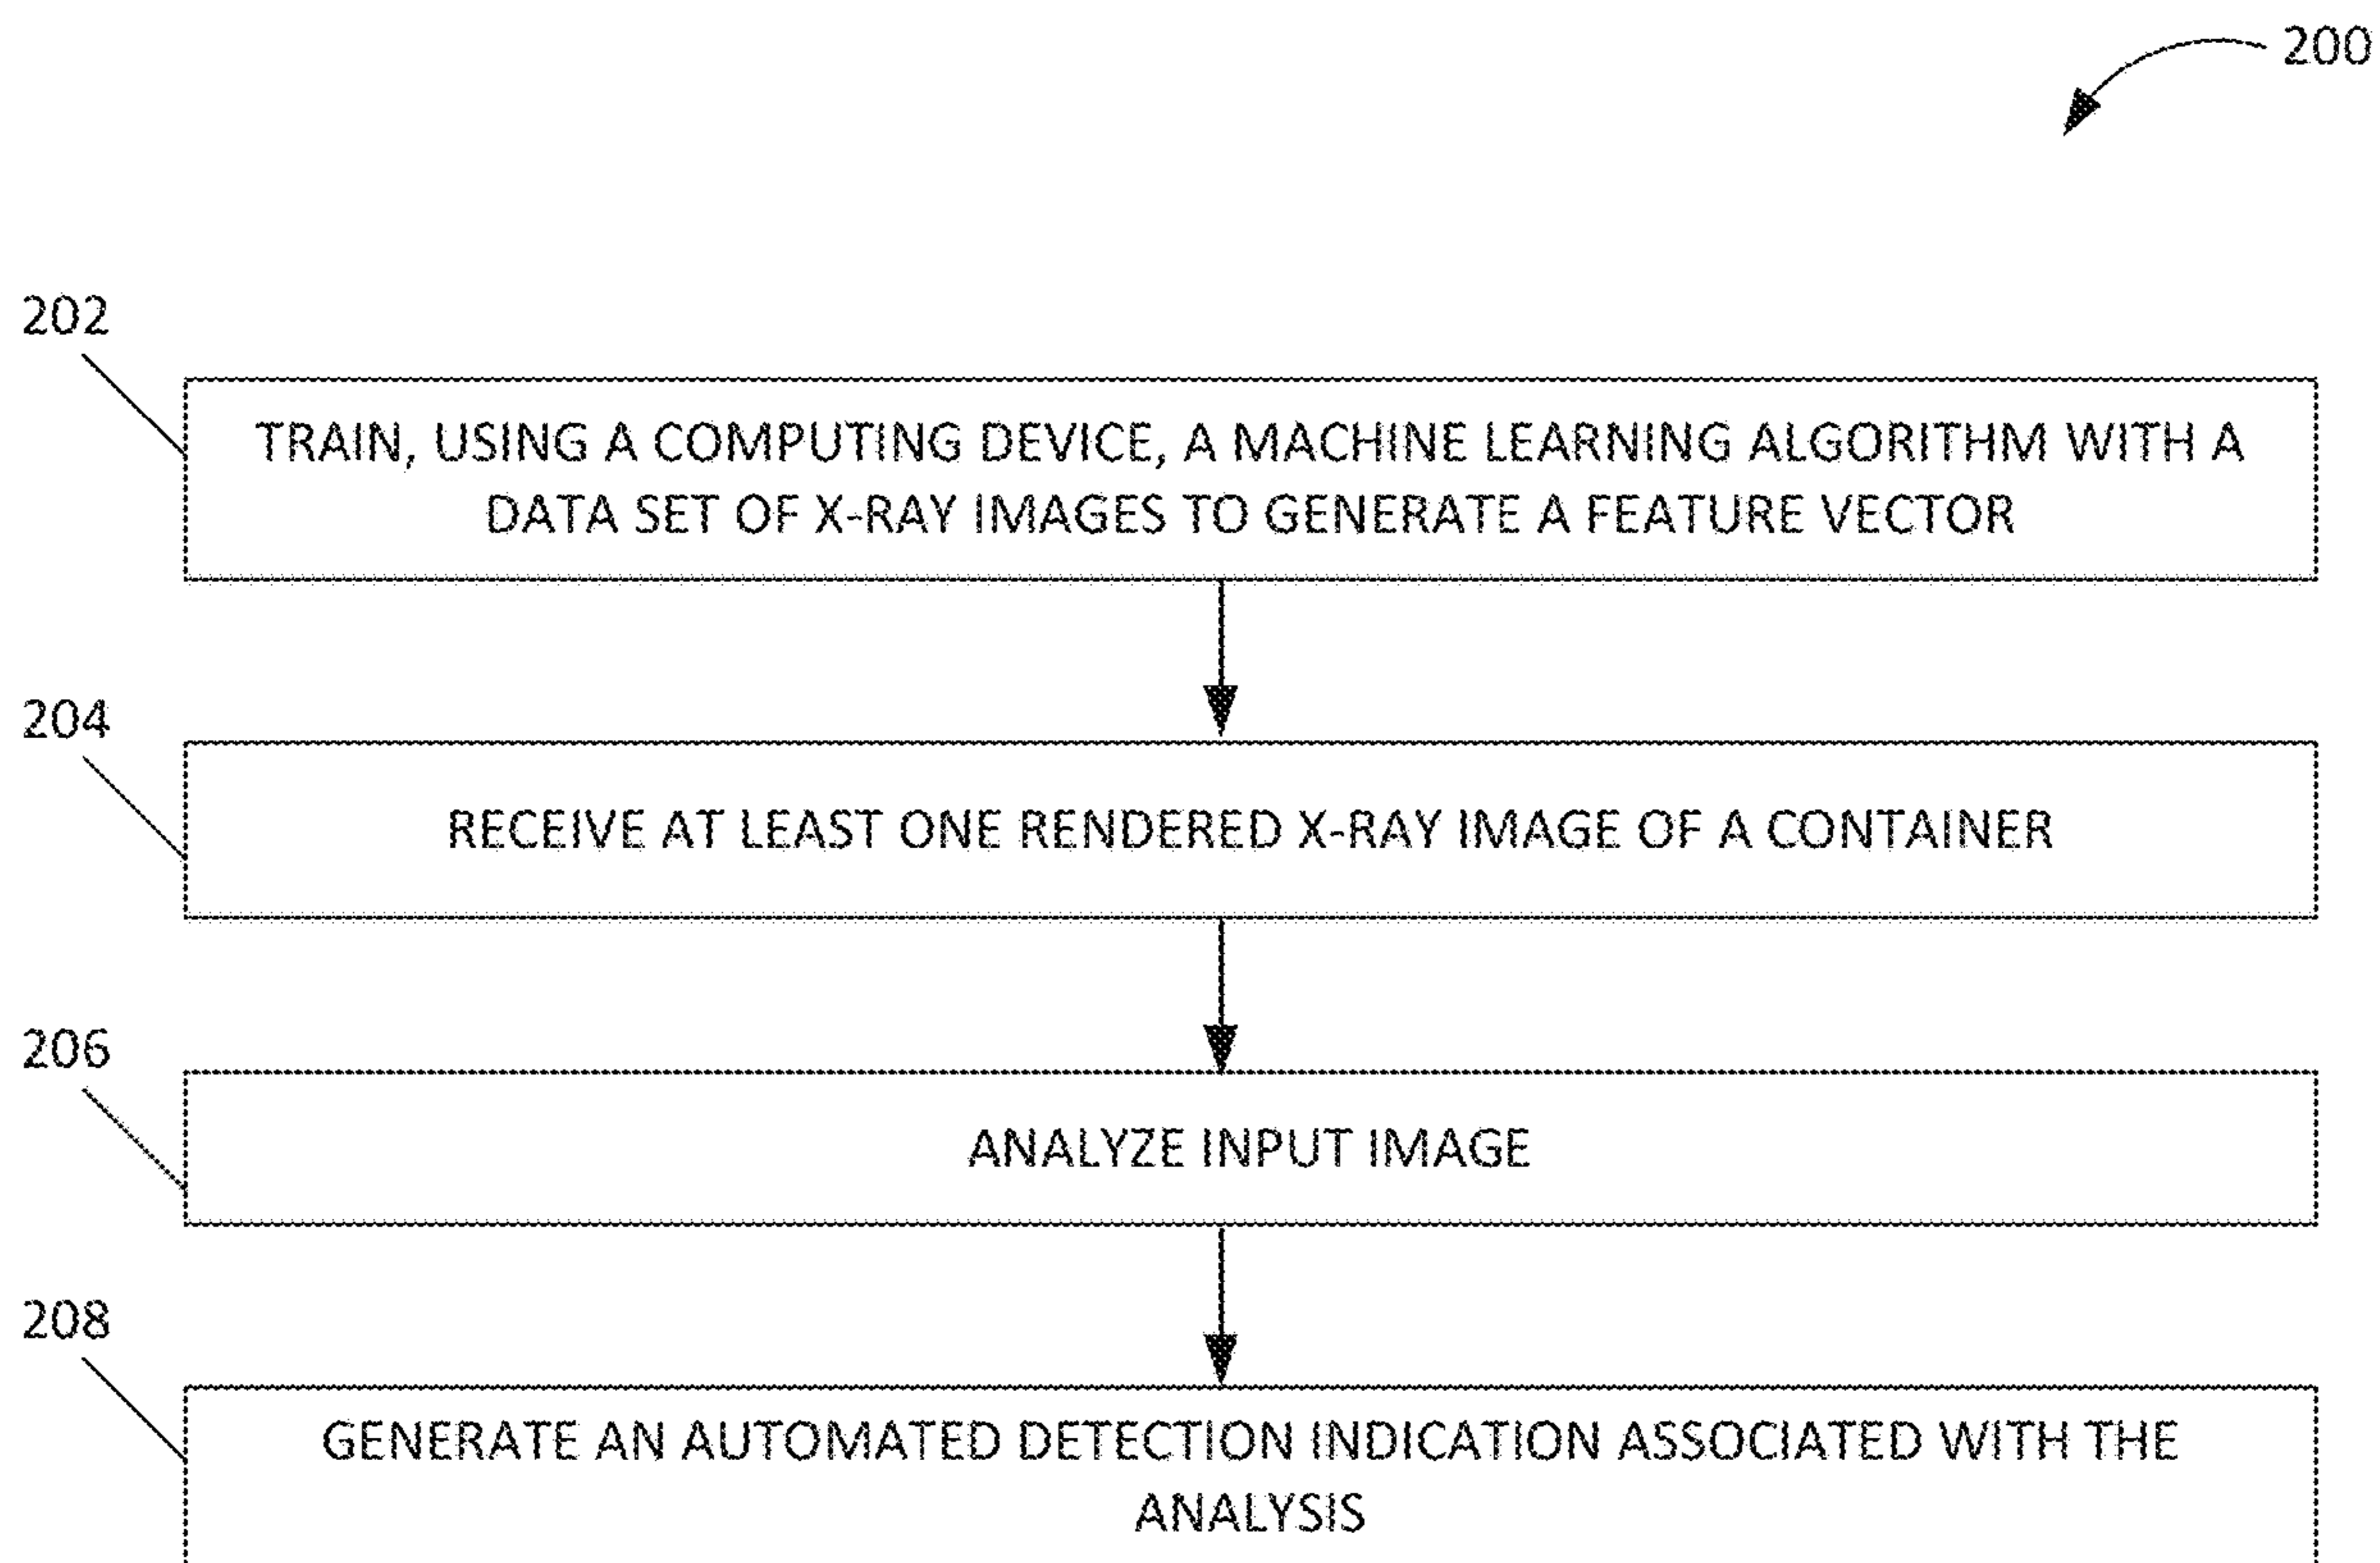 200
202
TRAIN, USING A COMPUTING DEVICE, A MACHINE LEARNING ALGORITHM WITH A
DATA SET OF X-RAY IMAGES TO GENERATE A FEATURE VECTOR
204
RECEIVE AT LEAST ONE RENDERED X-RAY IMAGE OF A CONTAINER
206
ANALYZE INPUT IMAGE
208
GENERATE AN AUTOMATED DETECTION INDICATION ASSOCIATED WITH THE
ANALYSIS